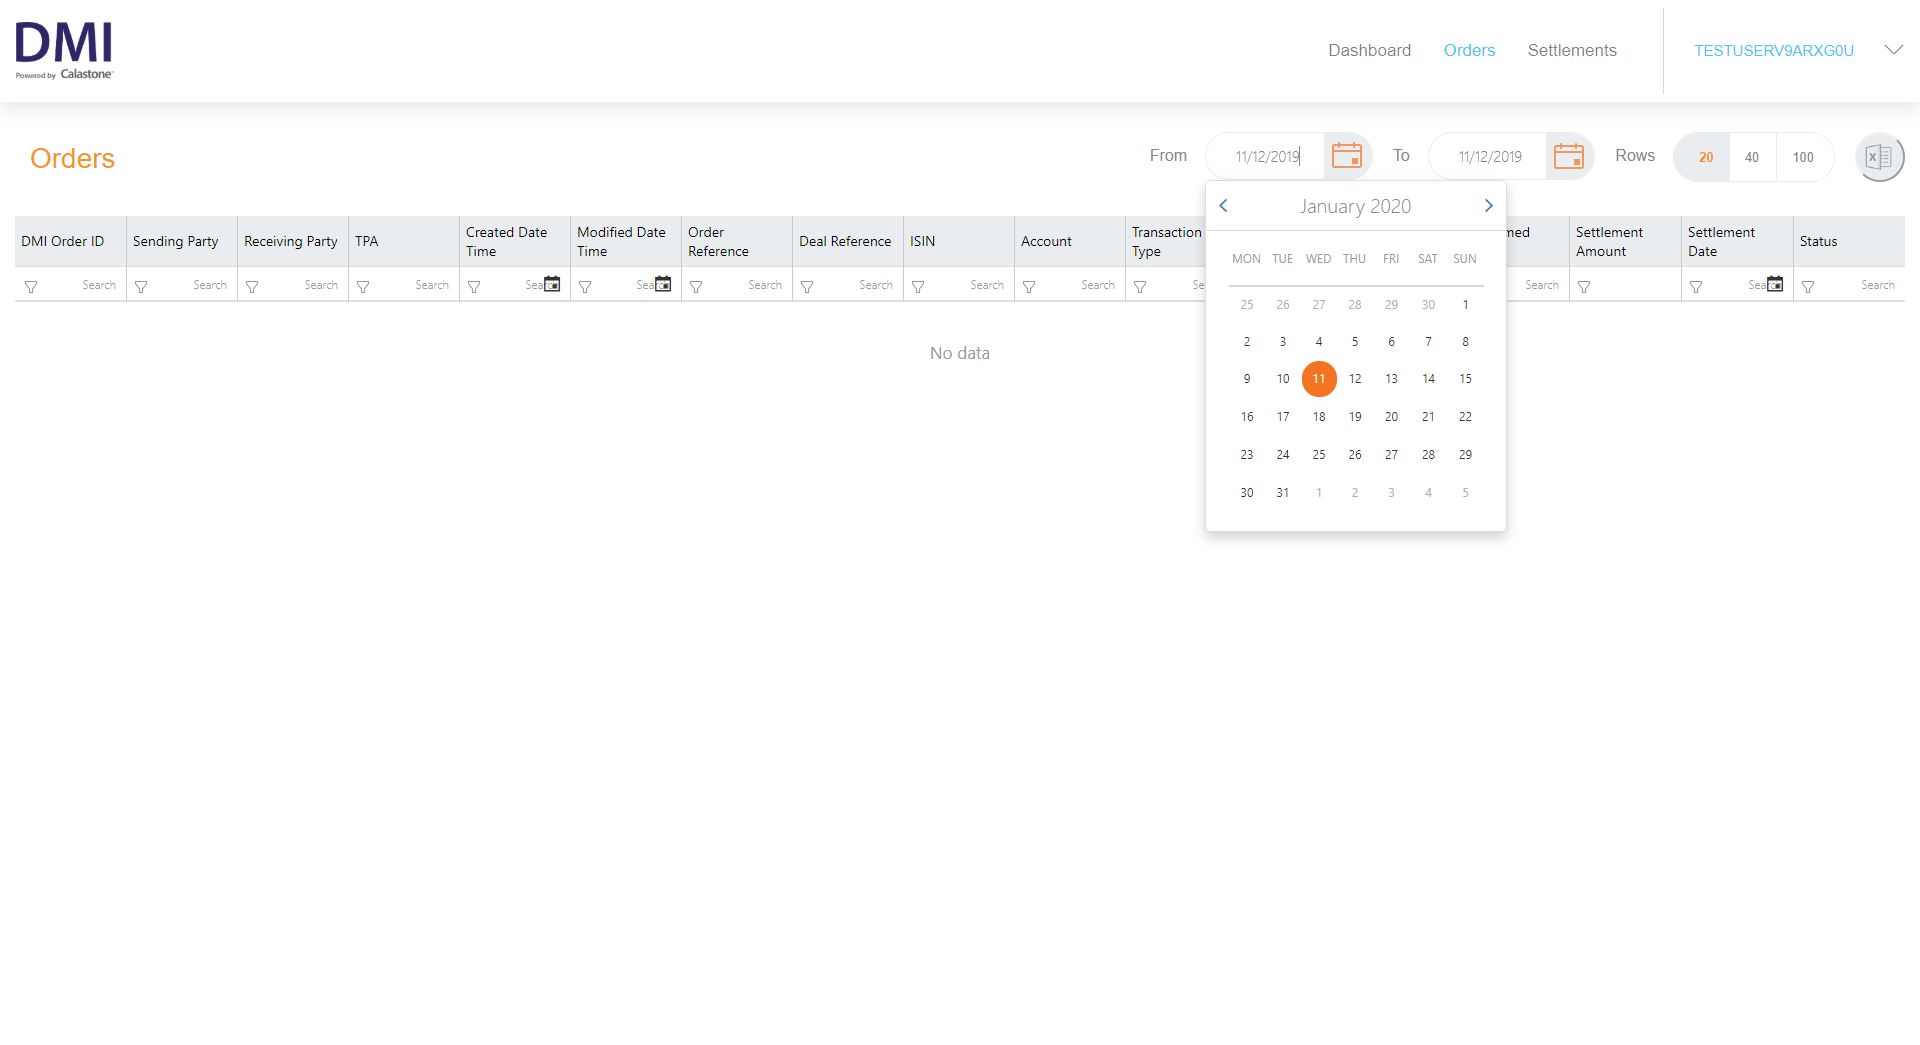 DMI
Powered by Calastone
Dashboard Orders Settlements TESTUSERV9ARXG0U
Orders
From 11/12/2019 To 11/12/2019 Rows 20 40 100
January 2020
DMI Order ID Sending Party Receiving Party TPA Created Date Time Modified Date Time Order Reference Deal Reference ISIN Account Transaction Type med Settlement Amount Settlement Date Status
Search Search Search Search Sear Sear Search Search Search Search Se Search Sear Search
MON TUE WED THU FRI SAT SUN
25 26 27 28 29 30 1
2 3 4 5 6 7 8
9 10 11 12 13 14 15
16 17 18 19 20 21 22
23 24 25 26 27 28 29
30 31 1 2 3 4 5
No data